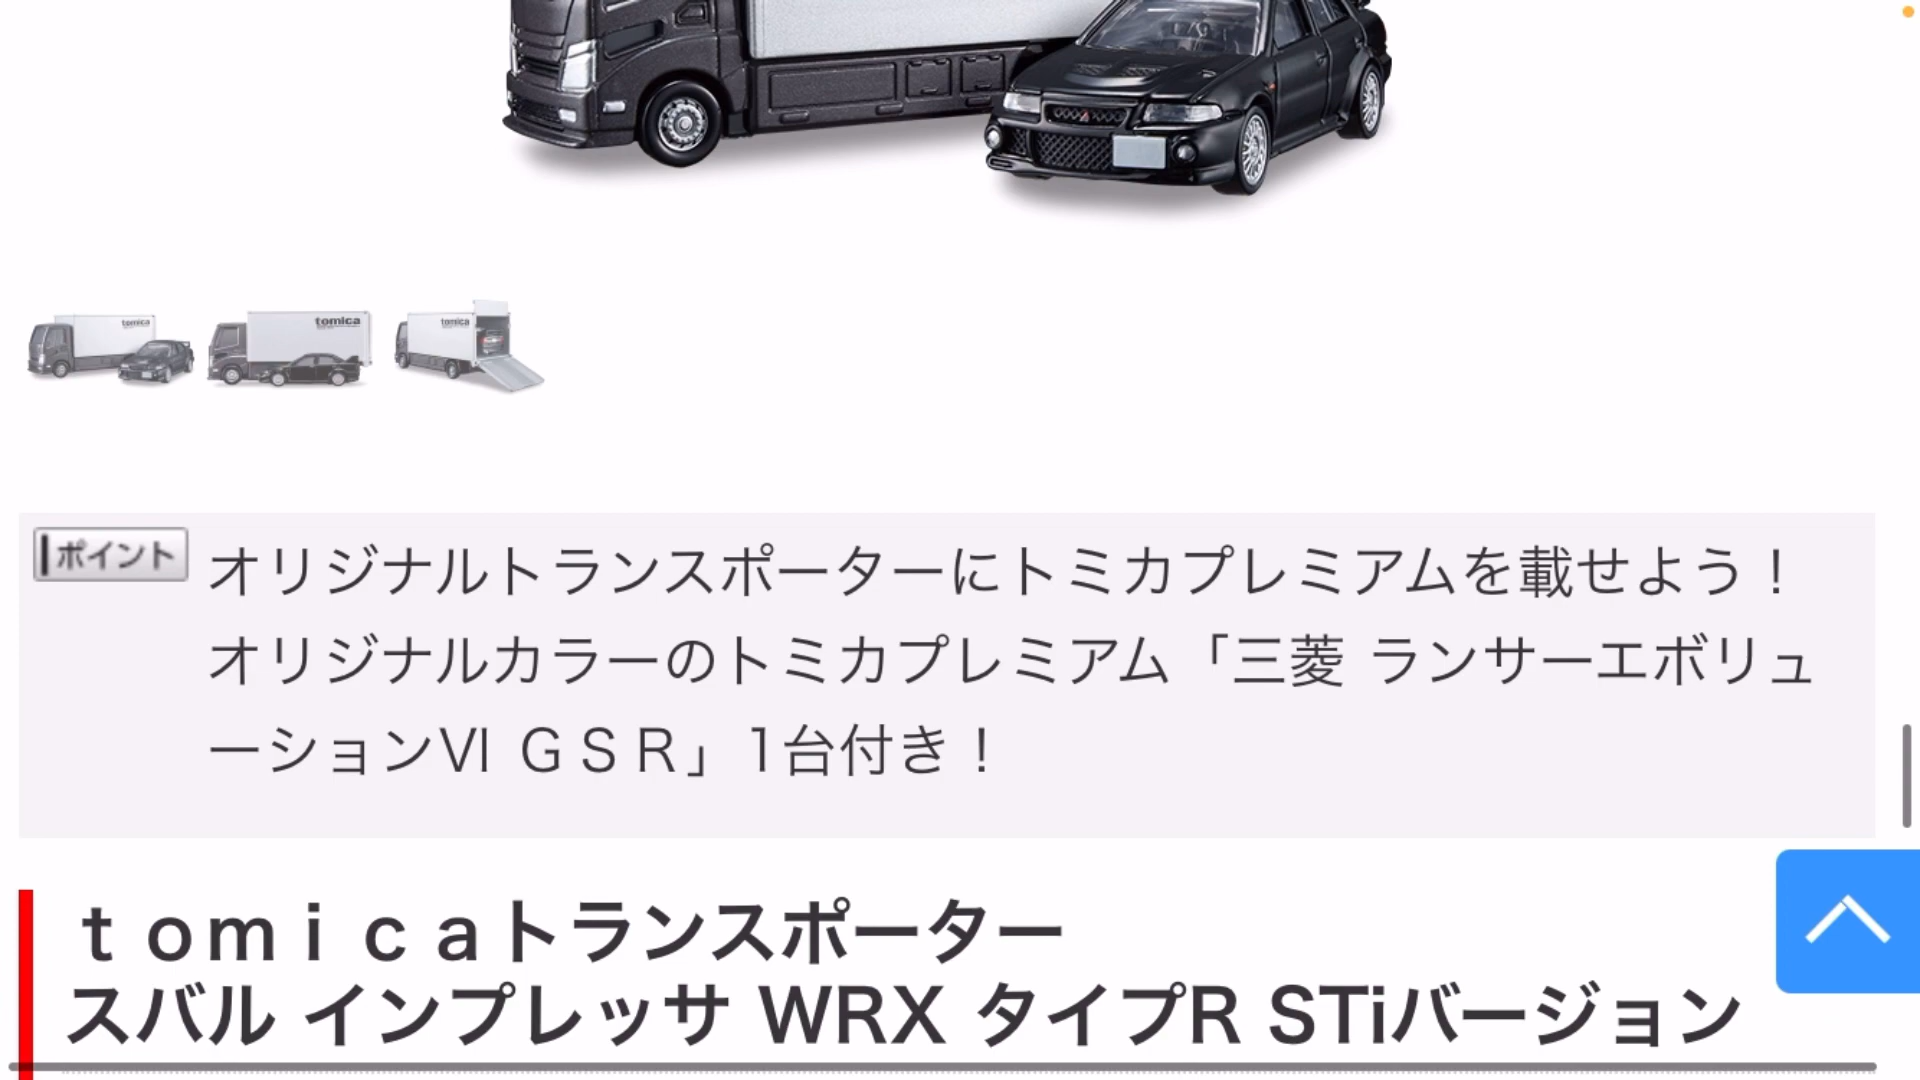 tomica
tomica
tomica
ポイント
オリジナルトランスポーターにトミカプレミアムを載せよう！
オリジナルカラーのトミカプレミアム「三菱 ランサーエボリュ
ーションⅥ ＧＳＲ」1台付き！
ｔｏｍｉｃａトランスポーター
スバル インプレッサ WRX タイプR STiバージョン